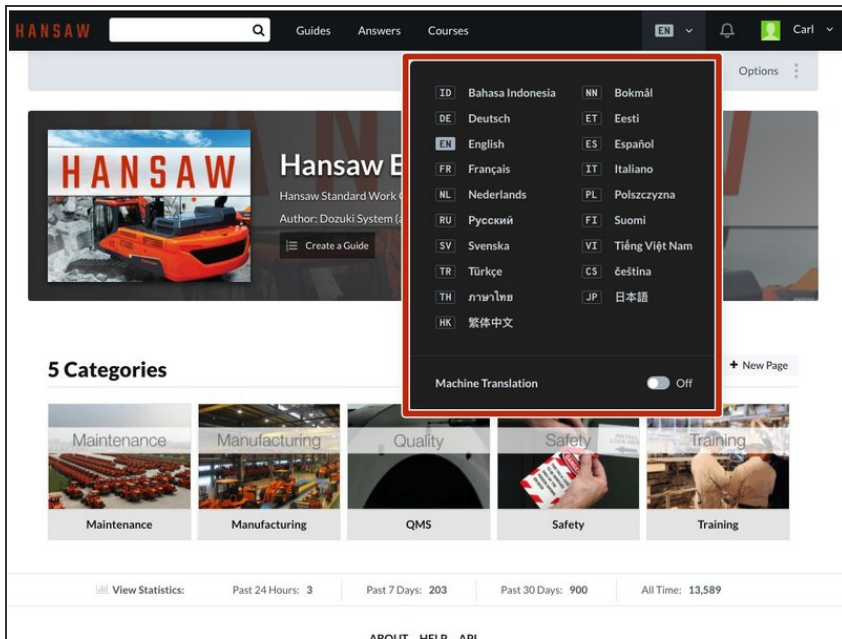 HANSAW
Guides Answers Courses EN Carl
Options
ID Bahasa Indonesia
NN Bokmål
DE Deutsch
ET Eesti
EN English
ES Español
FR Français
IT Italiano
NL Nederlands
PL Polszczyzna
RU Русский
FI Suomi
SV Svenska
VI Tiếng Việt Nam
TR Türkçe
CS čeština
TH ภาษาไทย
JP 日本語
HK 繁体中文
Machine Translation Off
HANSAW
Hansaw E
Hansaw Standard Work
Author: Dozuki System (a
Create a Guide
5 Categories
+ New Page
Maintenance
Manufacturing
Quality
Safety
Training
Maintenance
Manufacturing
QMS
Safety
Training
View Statistics: Past 24 Hours: 3 Past 7 Days: 203 Past 30 Days: 900 All Time: 13,589
ABOUT HELP API